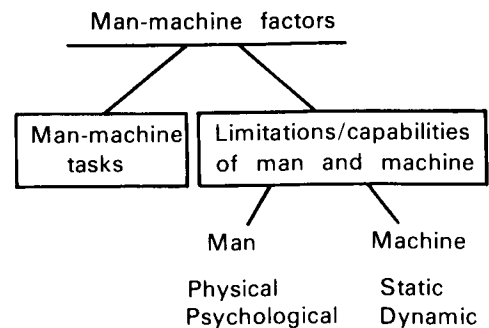 Man-machine factors
Man-machine
tasks
Limitations/capabilities
of man and machine
Man
Machine
Physical
Psychological
Static
Dynamic